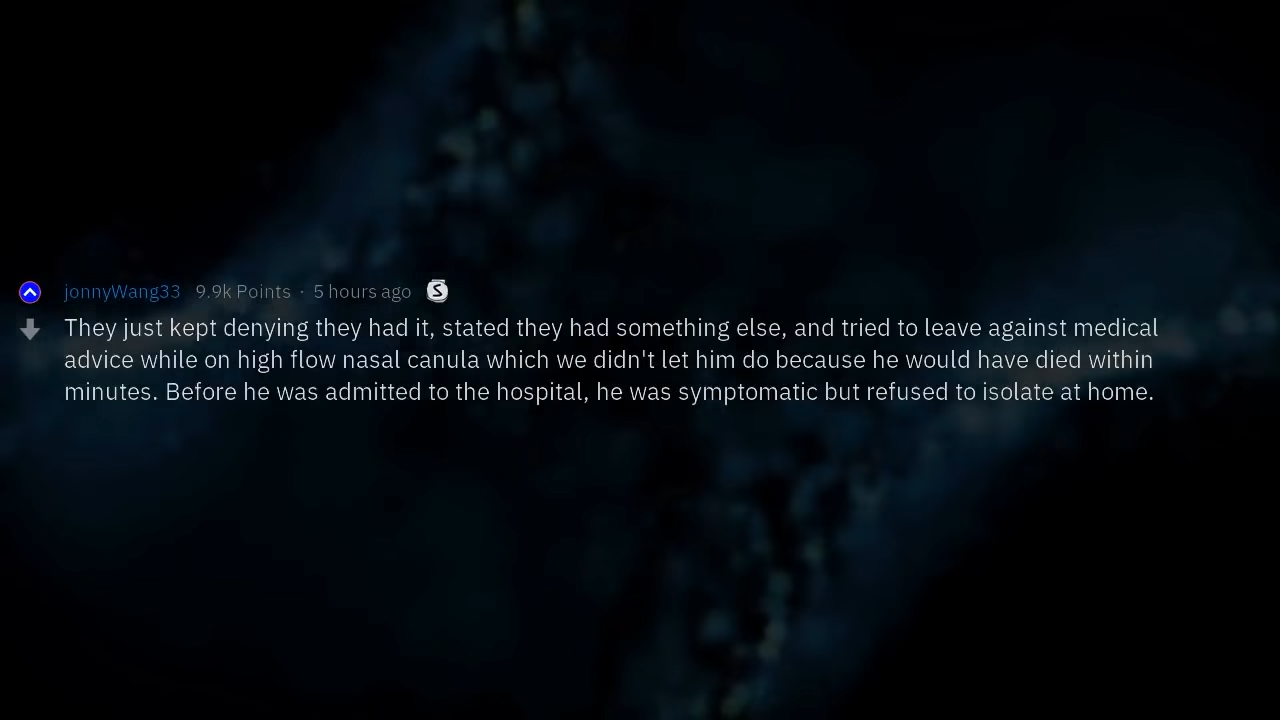 jonnyWang33 9.9k Points · 5 hours ago S
They just kept denying they had it, stated they had something else, and tried to leave against medical
advice while on high flow nasal canula which we didn't let him do because he would have died within
minutes. Before he was admitted to the hospital, he was symptomatic but refused to isolate at home.